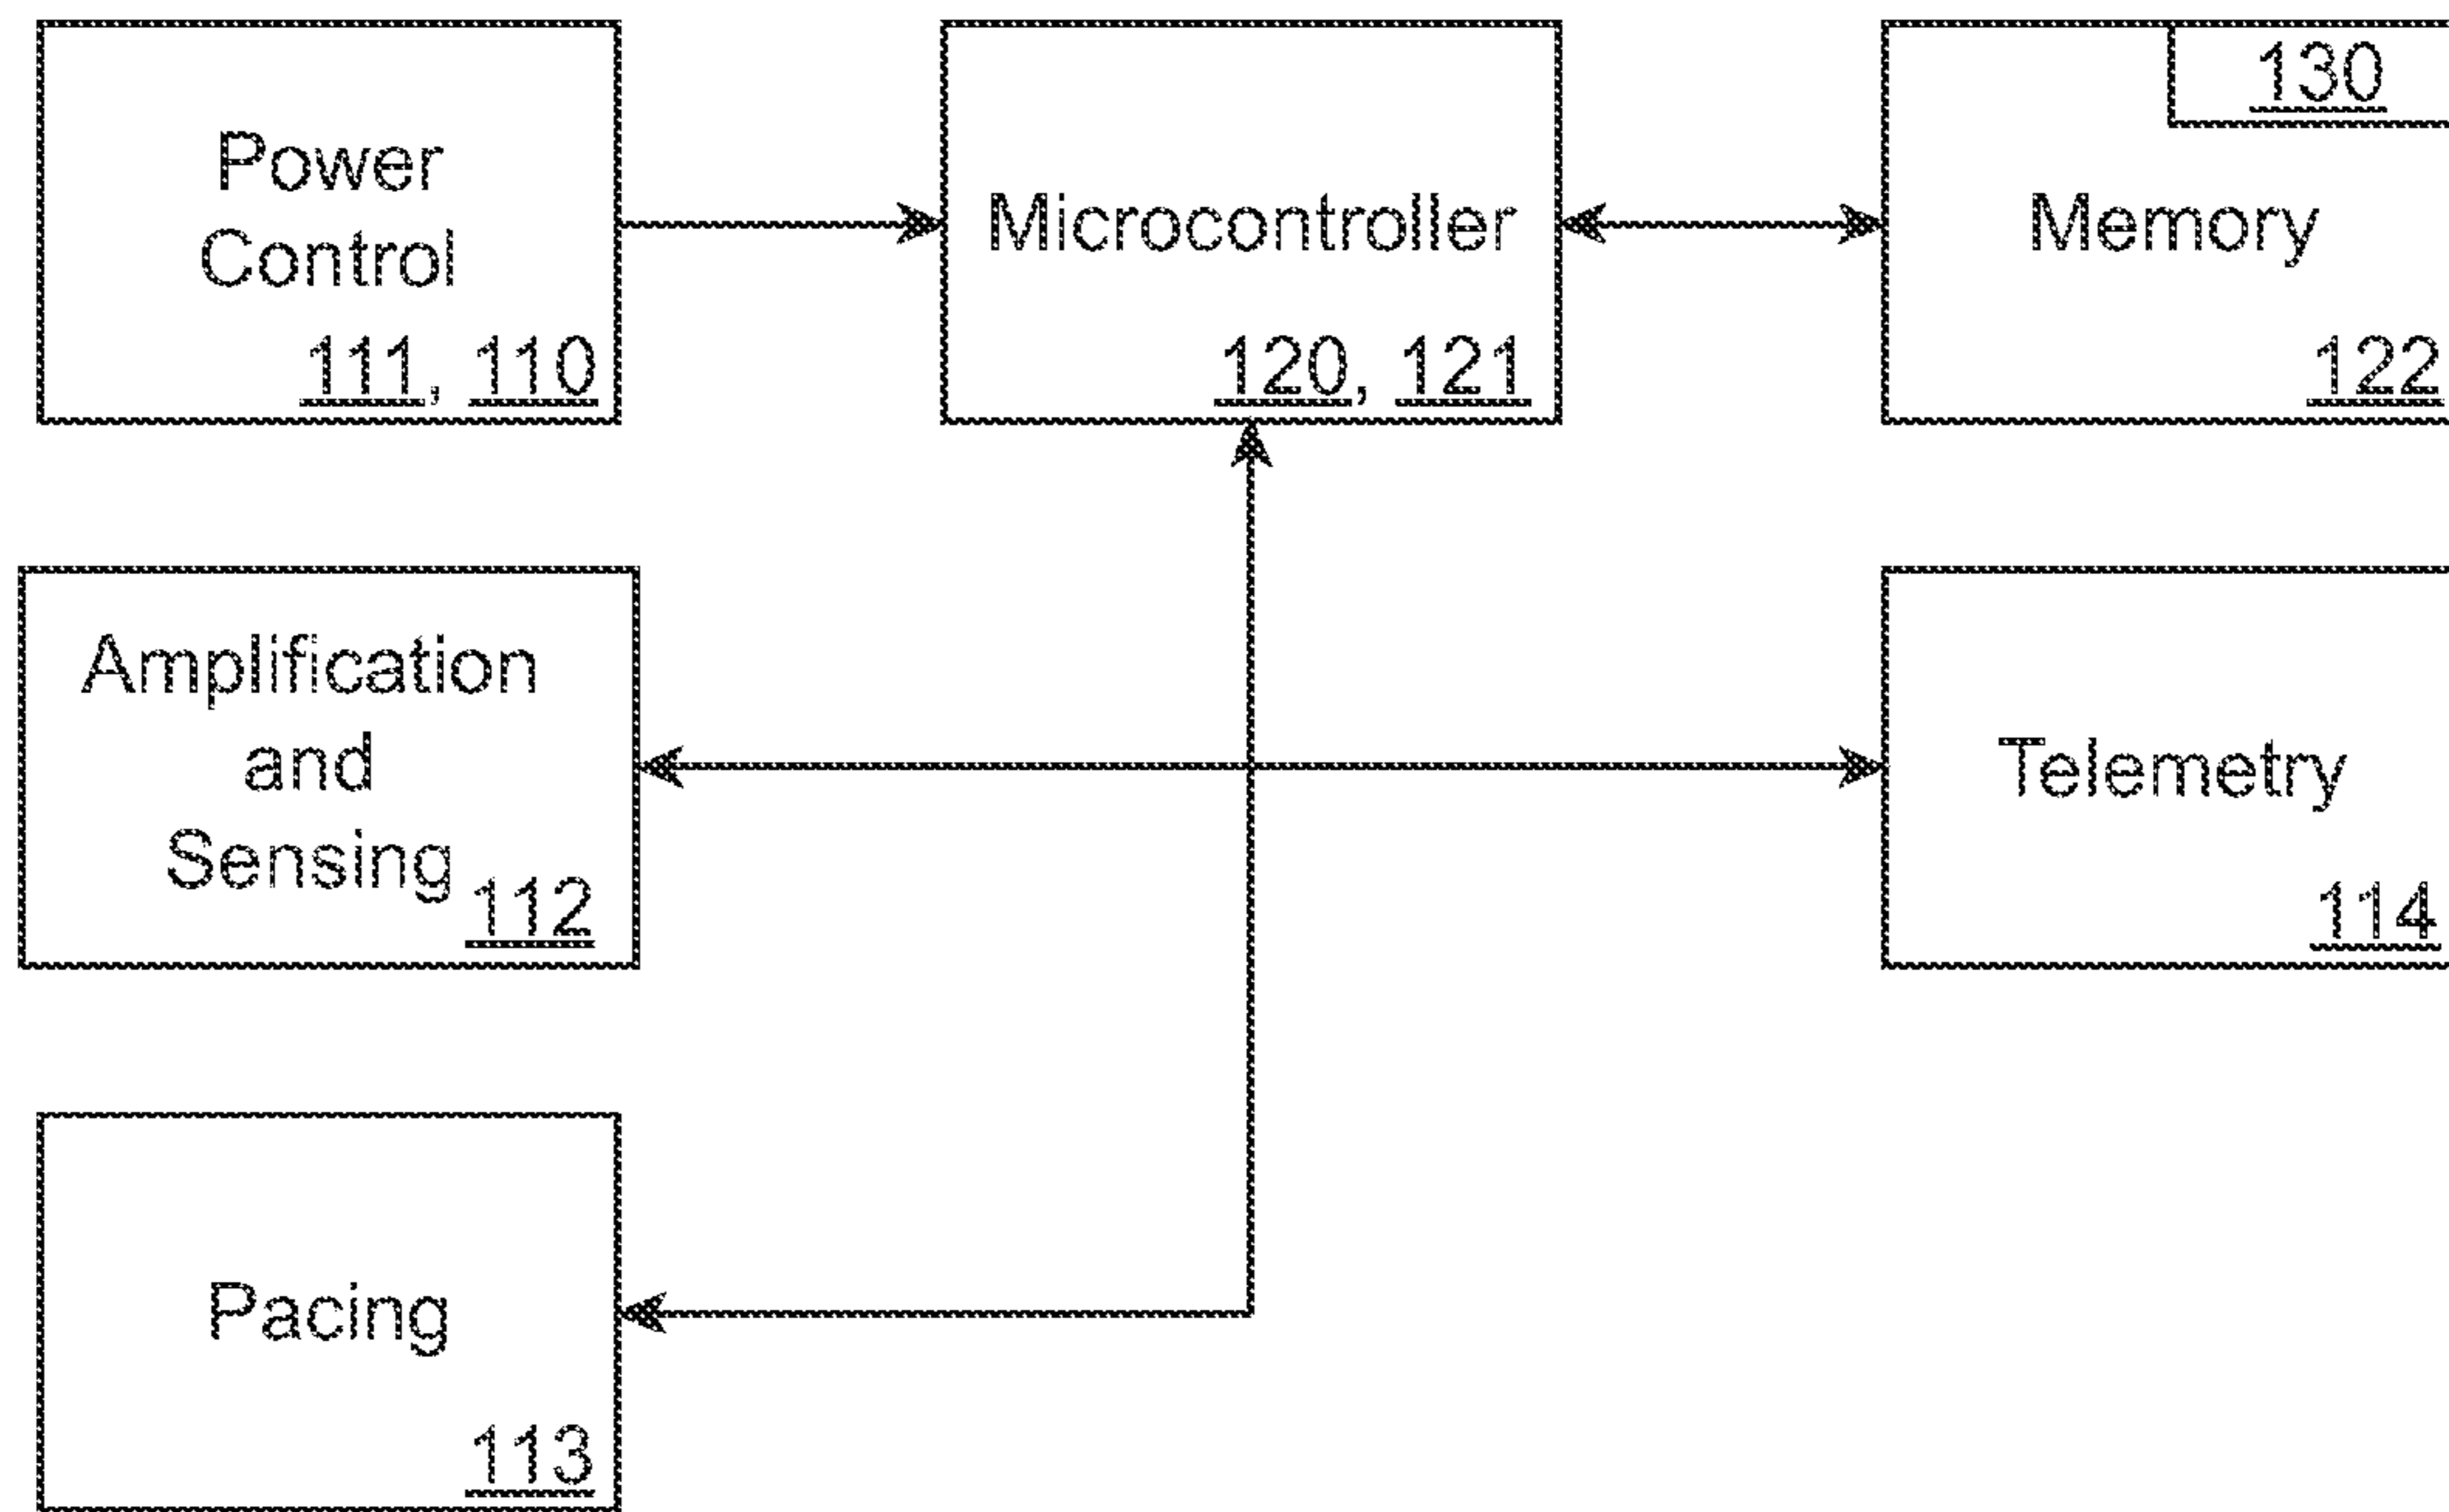 Power
Control
111, 110
Microcontroller
120, 121
130
Memory
122
Amplification
and
Sensing
112
Telemetry
114
Pacing
113